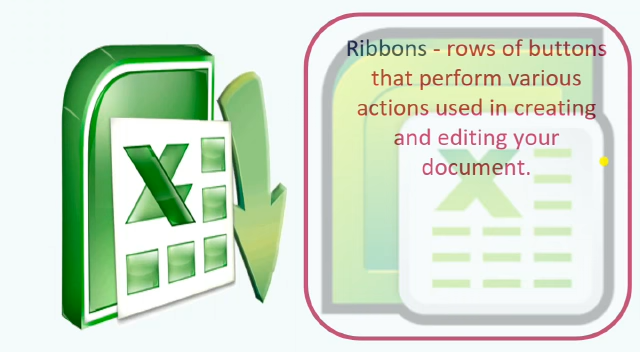 Ribbons - rows of buttons
that perform various
actions used in creating
and editing your
document.